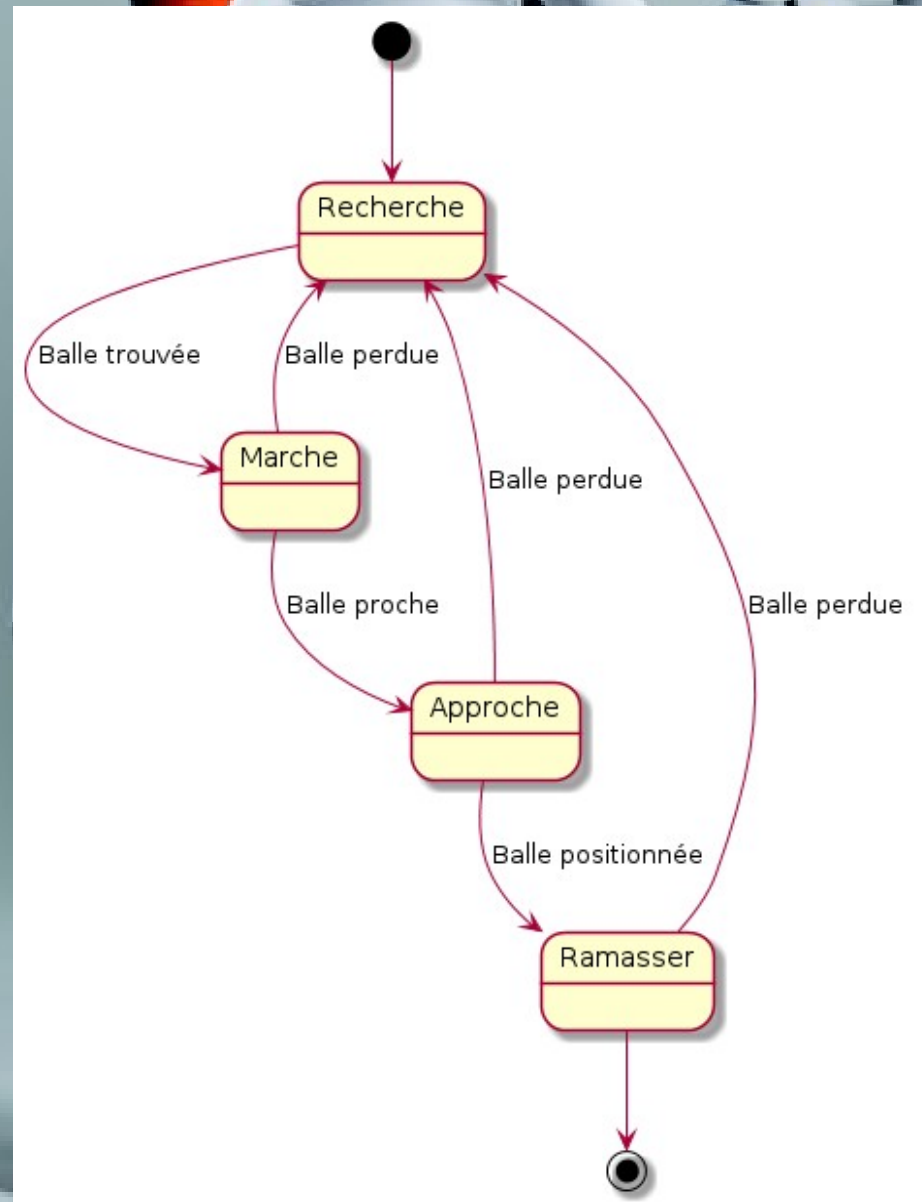 Recherche
Balle trouvée
Balle perdue
Marche
Balle perdue
Balle proche
Balle perdue
Approche
Balle positionnée
Ramasser